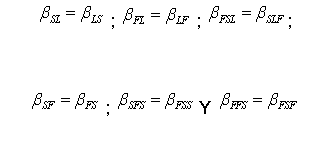 β_SL = β_LS ; β_FL = β_LF ; β_FSL = β_SLF ;
β_SF = β_FS ; β_SFS = β_FSS Y β_FFS = β_FSF